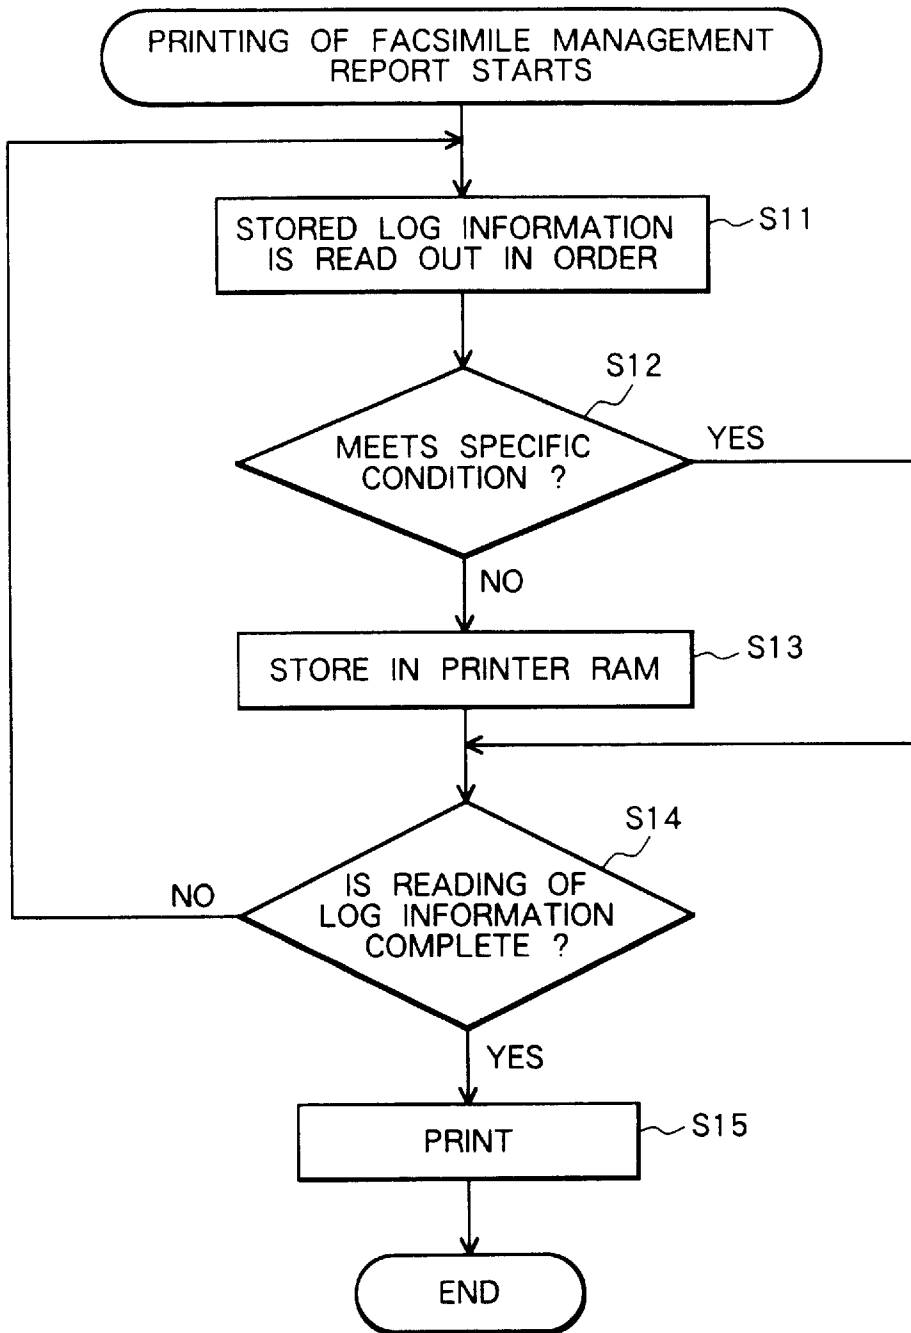 PRINTING OF FACSIMILE MANAGEMENT
REPORT STARTS
STORED LOG INFORMATION
IS READ OUT IN ORDER
S11
S12
MEETS SPECIFIC
CONDITION ?
YES
NO
STORE IN PRINTER RAM
S13
S14
IS READING OF
LOG INFORMATION
COMPLETE ?
NO
YES
PRINT
S15
END